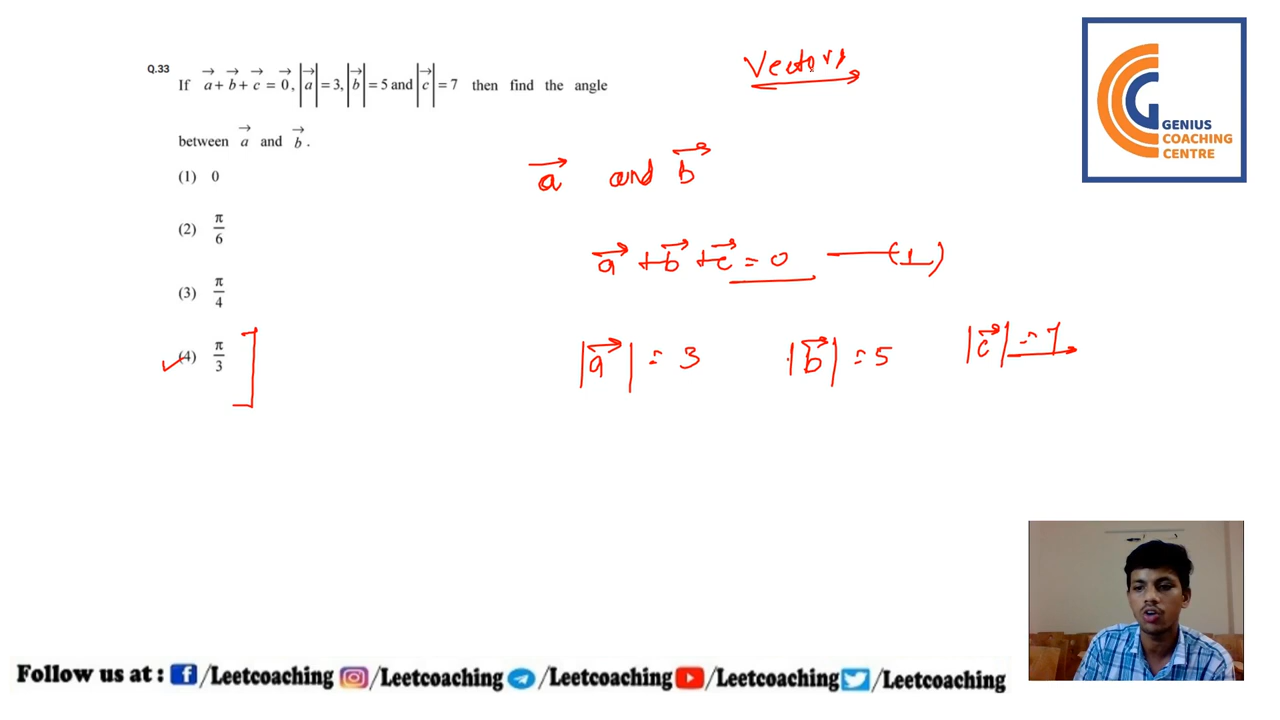 Q.33
If a⃗ + b⃗ + c⃗ = 0⃗, |a⃗| = 3, |b⃗| = 5 and |c⃗| = 7 then find the angle
between a⃗ and b⃗.
(1) 0
(2) π/6
(3) π/4
(4) π/3
Vectors
a⃗ and b⃗
a⃗ + b⃗ + c⃗ = 0 —(1)
|a⃗| = 3 |b⃗| = 5 |c⃗| = 7
GENIUS
COACHING
CENTRE
Follow us at : /Leetcoaching /Leetcoaching /Leetcoaching /Leetcoaching /Leetcoaching